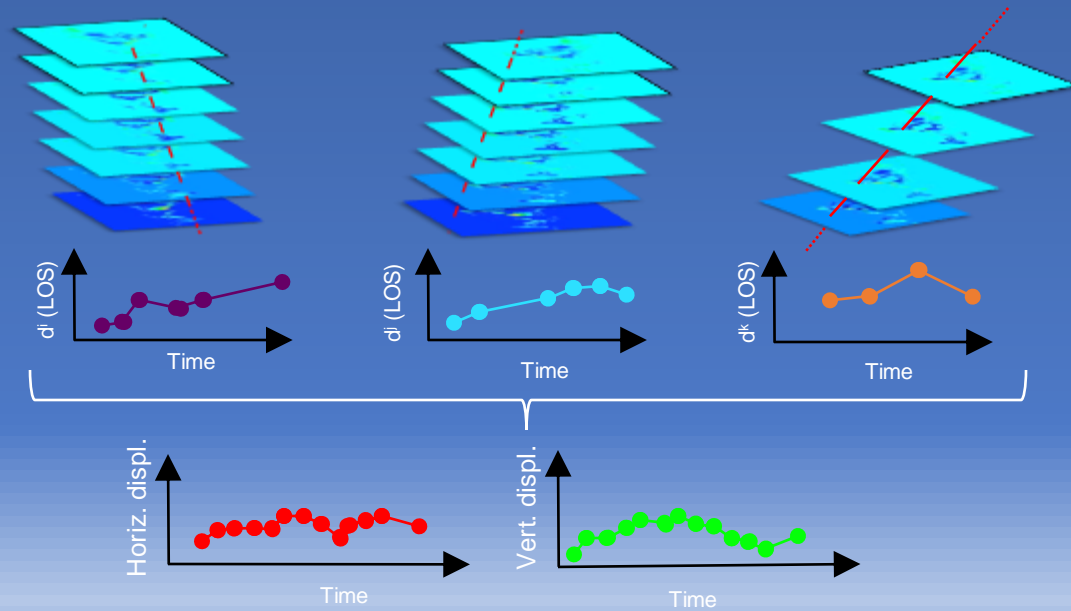 dⁱ (LOS)
Time
dʲ (LOS)
Time
dᵏ (LOS)
Time
Horiz. displ.
Time
Vert. displ.
Time